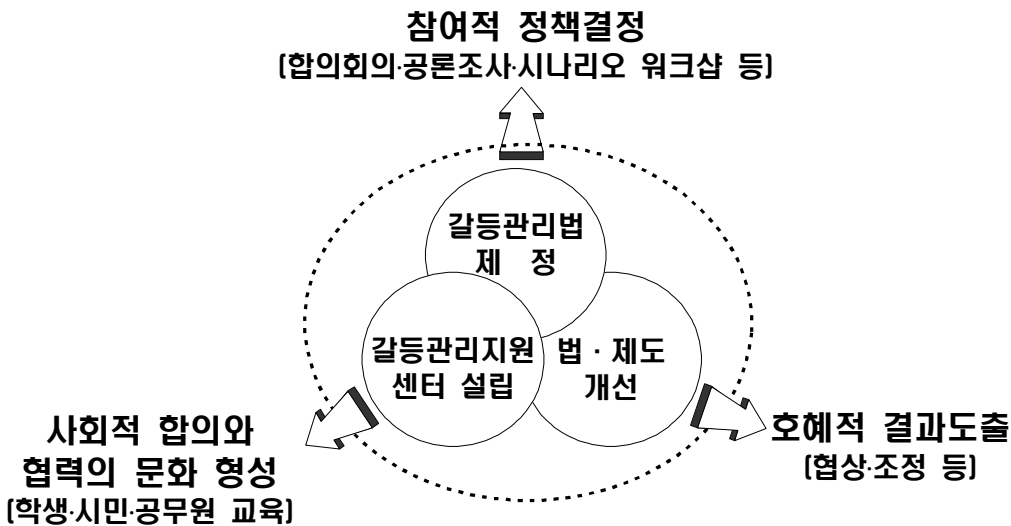 참여적 정책결정
(합의회의·공론조사·시나리오 워크샵 등)
갈등관리법
제 정
갈등관리지원
센터 설립
법·제도
개선
사회적 합의와
협력의 문화 형성
(학생·시민·공무원 교육)
호혜적 결과도출
(협상·조정 등)